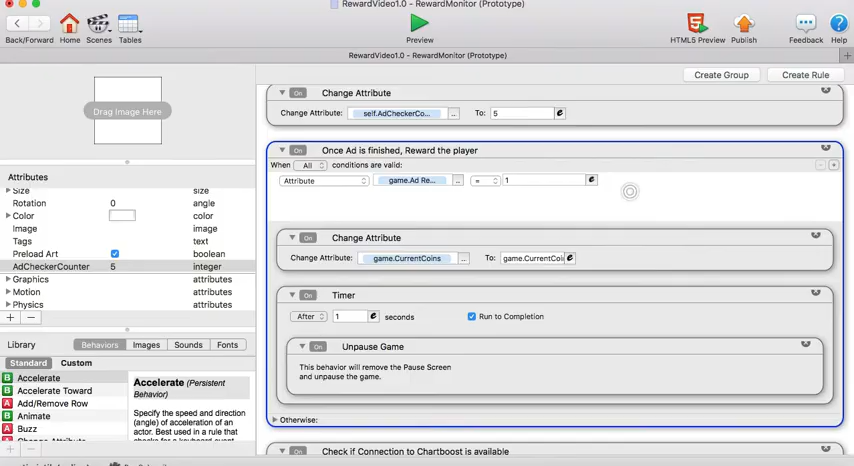 RewardVideo1.0 - RewardMonitor (Prototype)
Back/Forward Home Scenes Tables Preview HTML5 Preview Publish Feedback Help
RewardVideo1.0 - RewardMonitor (Prototype)
Create Group Create Rule
Drag Image Here
Attributes
Size size
Rotation 0 angle
Color color
Image image
Tags text
Preload Art boolean
AdCheckerCounter 5 integer
Graphics attributes
Motion attributes
Physics attributes
Library Behaviors Images Sounds Fonts
Standard Custom
B Accelerate
B Accelerate Toward
A Add/Remove Row
B Animate
A Buzz
A Change Attribute
Accelerate (Persistent
Behavior)
Specify the speed and direction
(angle) of acceleration of an
actor. Best used in a rule that
checks for a keyboard event
On Change Attribute
Change Attribute: self.AdCheckerCo... .. To: 5 e
On Once Ad is finished, Reward the player
When All conditions are valid:
Attribute game.Ad Re... .. = 1 e
On Change Attribute
Change Attribute: game.CurrentCoins ... To: game.CurrentCoi e
On Timer
After 1 e seconds Run to Completion
On Unpause Game
This behavior will remove the Pause Screen
and unpause the game.
Otherwise:
On Check if Connection to Chartboost is available